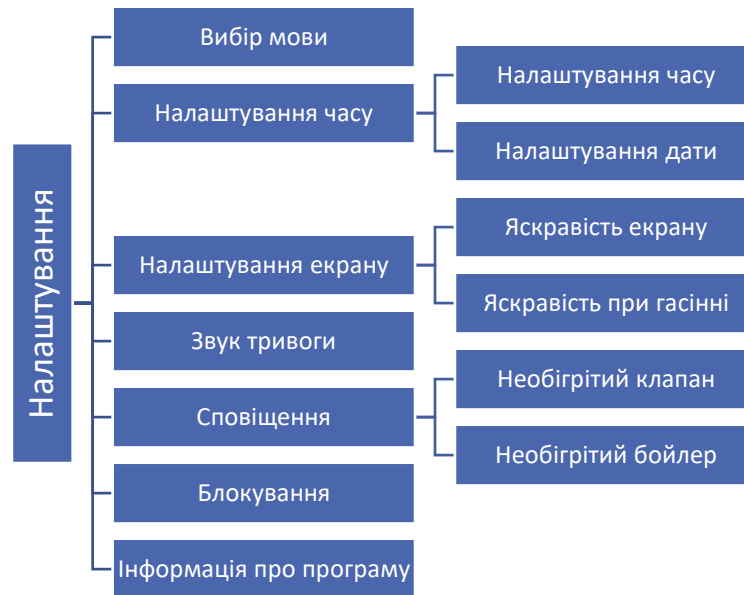 Налаштування
Вибір мови
Налаштування часу
Налаштування часу
Налаштування дати
Налаштування екрану
Яскравість екрану
Яскравість при гасінні
Звук тривоги
Сповіщення
Необігрітий клапан
Необігрітий бойлер
Блокування
Інформація про програму